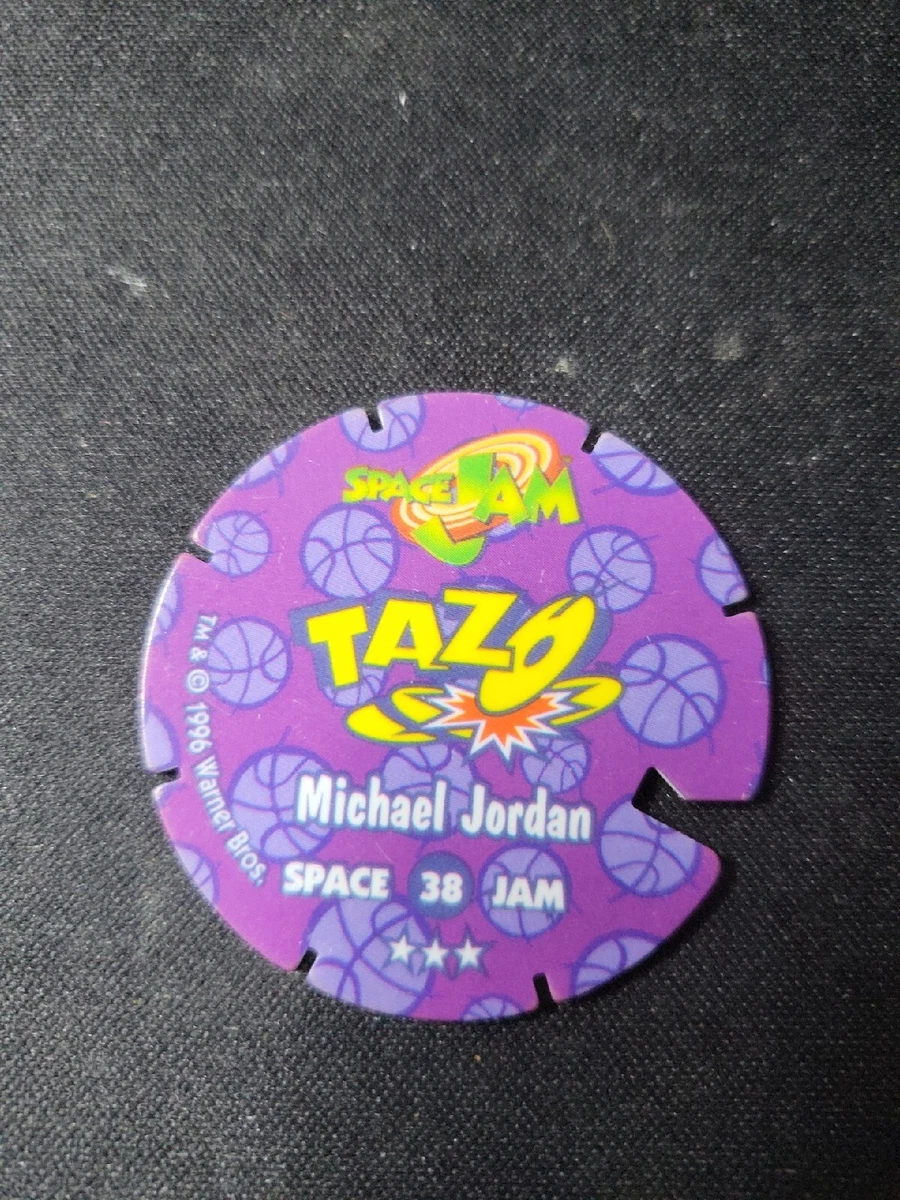 SPACE JAM
TAZO
Michael Jordan
SPACE 38 JAM
TM & © 1996 Warner Bros.